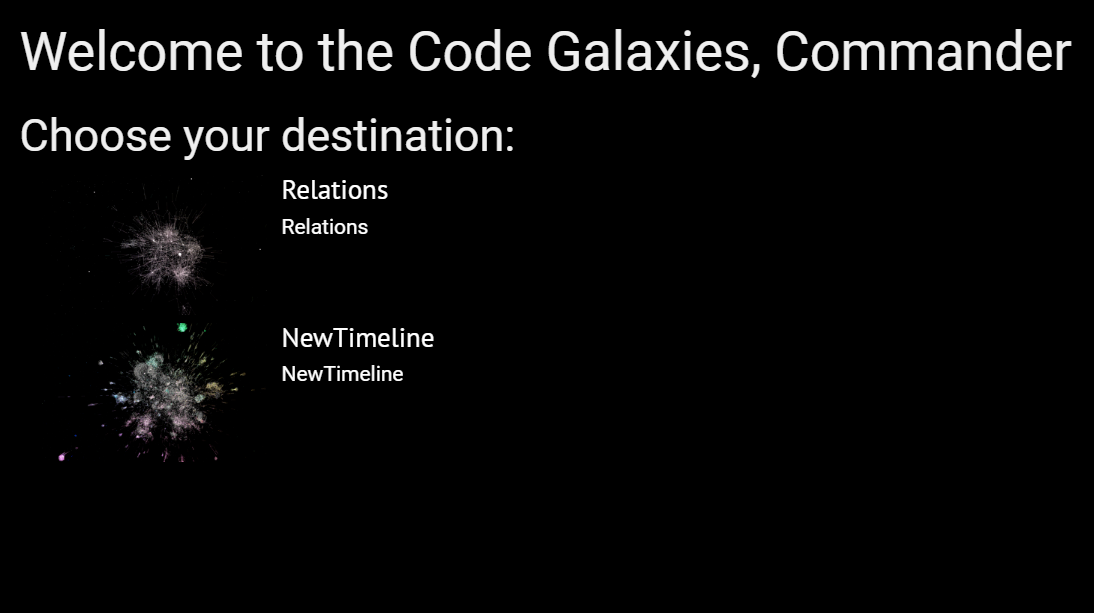 Welcome to the Code Galaxies, Commander
Choose your destination:
Relations
Relations
NewTimeline
NewTimeline